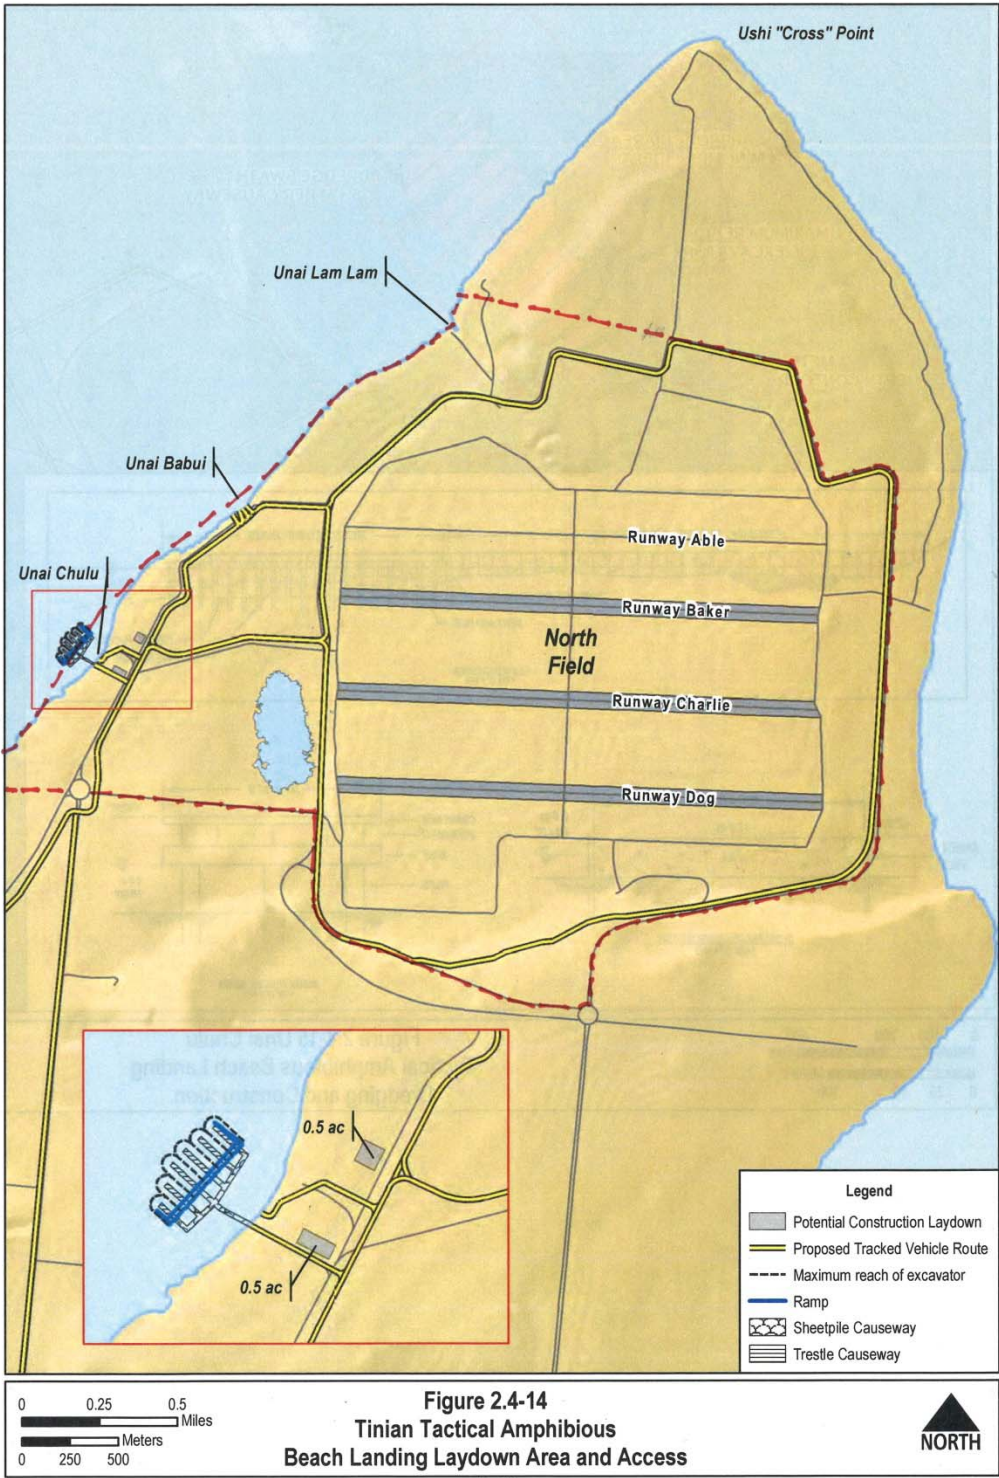 Ushi "Cross" Point
Unai Lam Lam
Unai Babui
Unai Chulu
Runway Able
Runway Baker
North
Field
Runway Charlie
Runway Dog
0.5 ac
0.5 ac
Legend
Potential Construction Laydown
Proposed Tracked Vehicle Route
Maximum reach of excavator
Ramp
Sheetpile Causeway
Trestle Causeway
0 0.25 0.5
Miles
Meters
0 250 500
Figure 2.4-14
Tinian Tactical Amphibious
Beach Landing Laydown Area and Access
NORTH